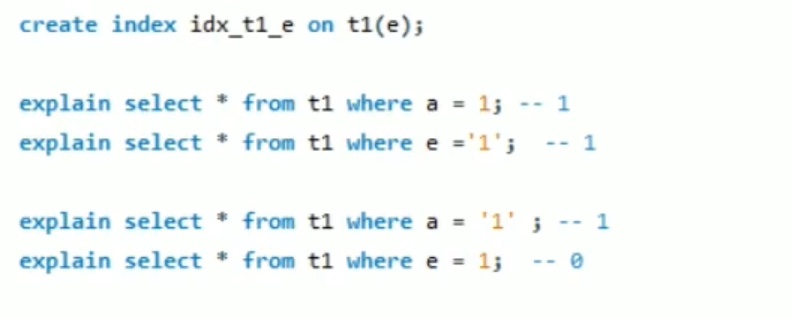 create index idx_t1_e on t1(e);
explain select * from t1 where a = 1; -- 1
explain select * from t1 where e ='1';  -- 1
explain select * from t1 where a = '1' ; -- 1
explain select * from t1 where e = 1;  -- 0